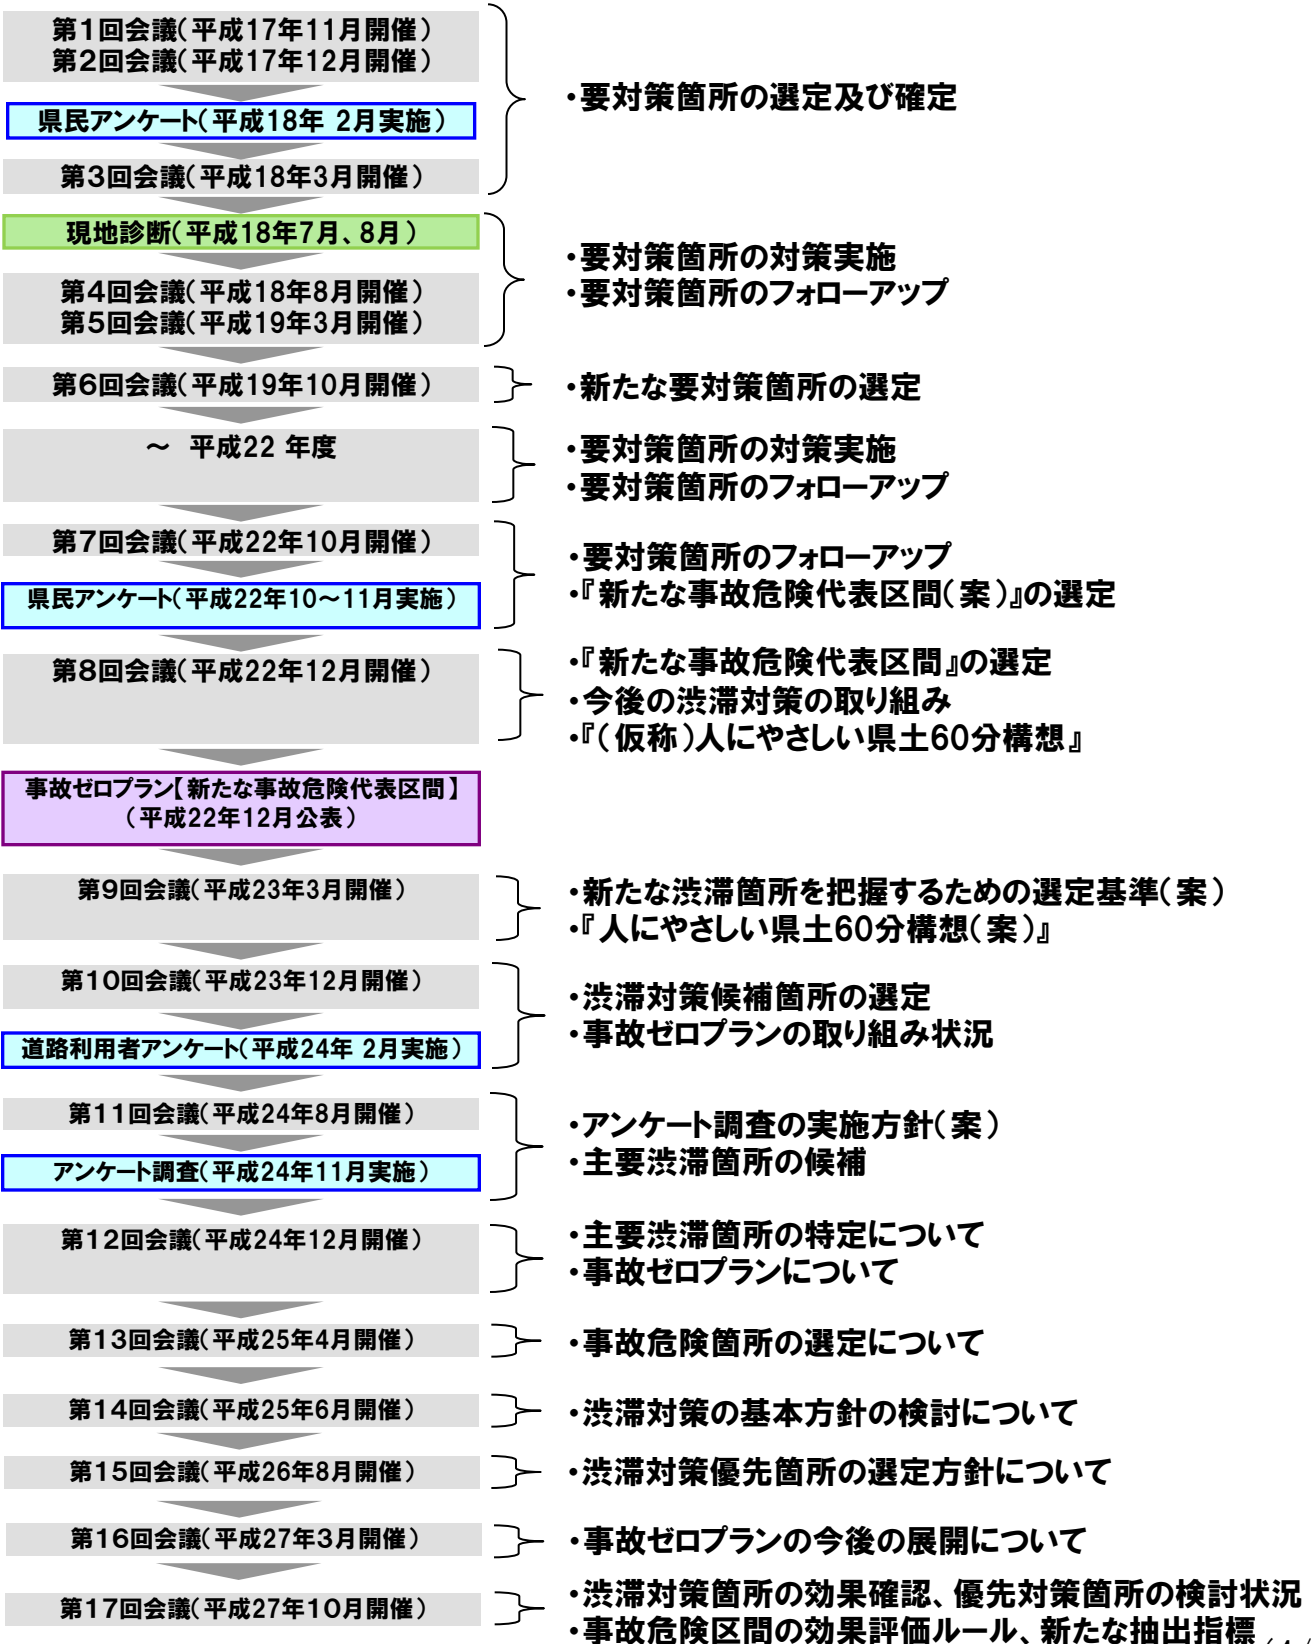 第1回会議(平成17年11月開催)
第2回会議(平成17年12月開催)
県民アンケート(平成18年 2月実施)
第3回会議(平成18年3月開催)
・要対策箇所の選定及び確定
現地診断(平成18年7月、8月)
第4回会議(平成18年8月開催)
第5回会議(平成19年3月開催)
・要対策箇所の対策実施
・要対策箇所のフォローアップ
第6回会議(平成19年10月開催)
・新たな要対策箇所の選定
~ 平成22 年度
・要対策箇所の対策実施
・要対策箇所のフォローアップ
第7回会議(平成22年10月開催)
県民アンケート(平成22年10~11月実施)
・要対策箇所のフォローアップ
・『新たな事故危険代表区間(案)』の選定
第8回会議(平成22年12月開催)
・『新たな事故危険代表区間』の選定
・今後の渋滞対策の取り組み
・『(仮称)人にやさしい県土60分構想』
事故ゼロプラン【新たな事故危険代表区間】
(平成22年12月公表)
第9回会議(平成23年3月開催)
・新たな渋滞箇所を把握するための選定基準(案)
・『人にやさしい県土60分構想(案)』
第10回会議(平成23年12月開催)
道路利用者アンケート(平成24年 2月実施)
・渋滞対策候補箇所の選定
・事故ゼロプランの取り組み状況
第11回会議(平成24年8月開催)
アンケート調査(平成24年11月実施)
・アンケート調査の実施方針(案)
・主要渋滞箇所の候補
第12回会議(平成24年12月開催)
・主要渋滞箇所の特定について
・事故ゼロプランについて
第13回会議(平成25年4月開催)
・事故危険箇所の選定について
第14回会議(平成25年6月開催)
・渋滞対策の基本方針の検討について
第15回会議(平成26年8月開催)
・渋滞対策優先箇所の選定方針について
第16回会議(平成27年3月開催)
・事故ゼロプランの今後の展開について
第17回会議(平成27年10月開催)
・渋滞対策箇所の効果確認、優先対策箇所の検討状況
・事故危険区間の効果評価ルール、新たな抽出指標